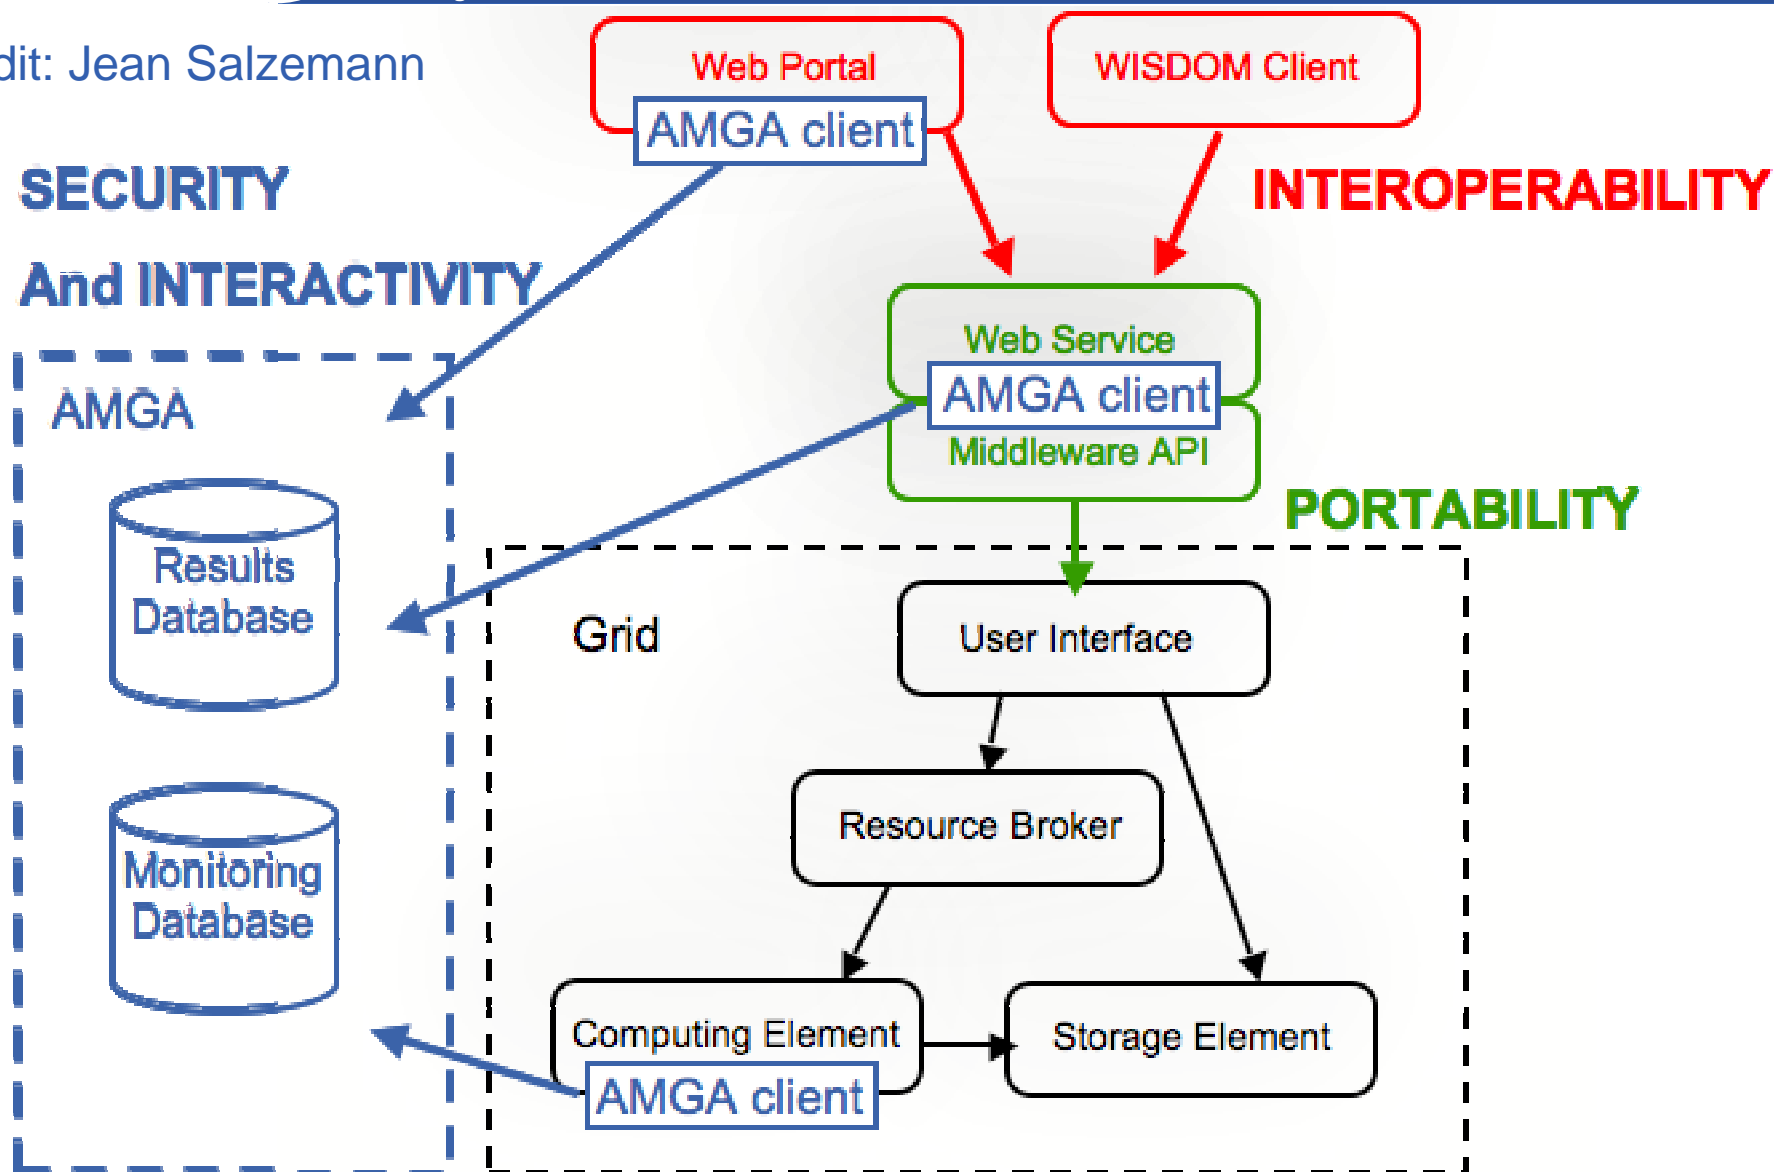 dit: Jean Salzemann
Web Portal
AMGA client
WISDOM Client
SECURITY
And INTERACTIVITY
INTEROPERABILITY
Web Service
AMGA client
Middleware API
PORTABILITY
AMGA
Results
Database
Monitoring
Database
Grid
User Interface
Resource Broker
Computing Element
AMGA client
Storage Element